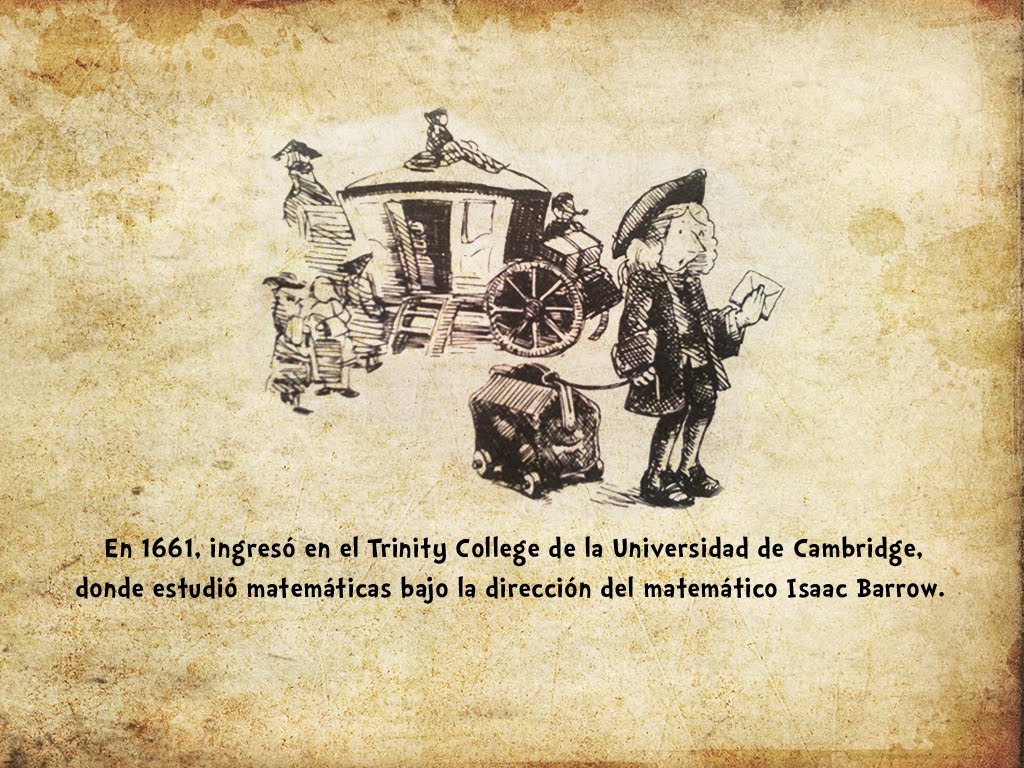 En 1661, ingresó en el Trinity College de la Universidad de Cambridge,
donde estudió matemáticas bajo la dirección del matemático Isaac Barrow.